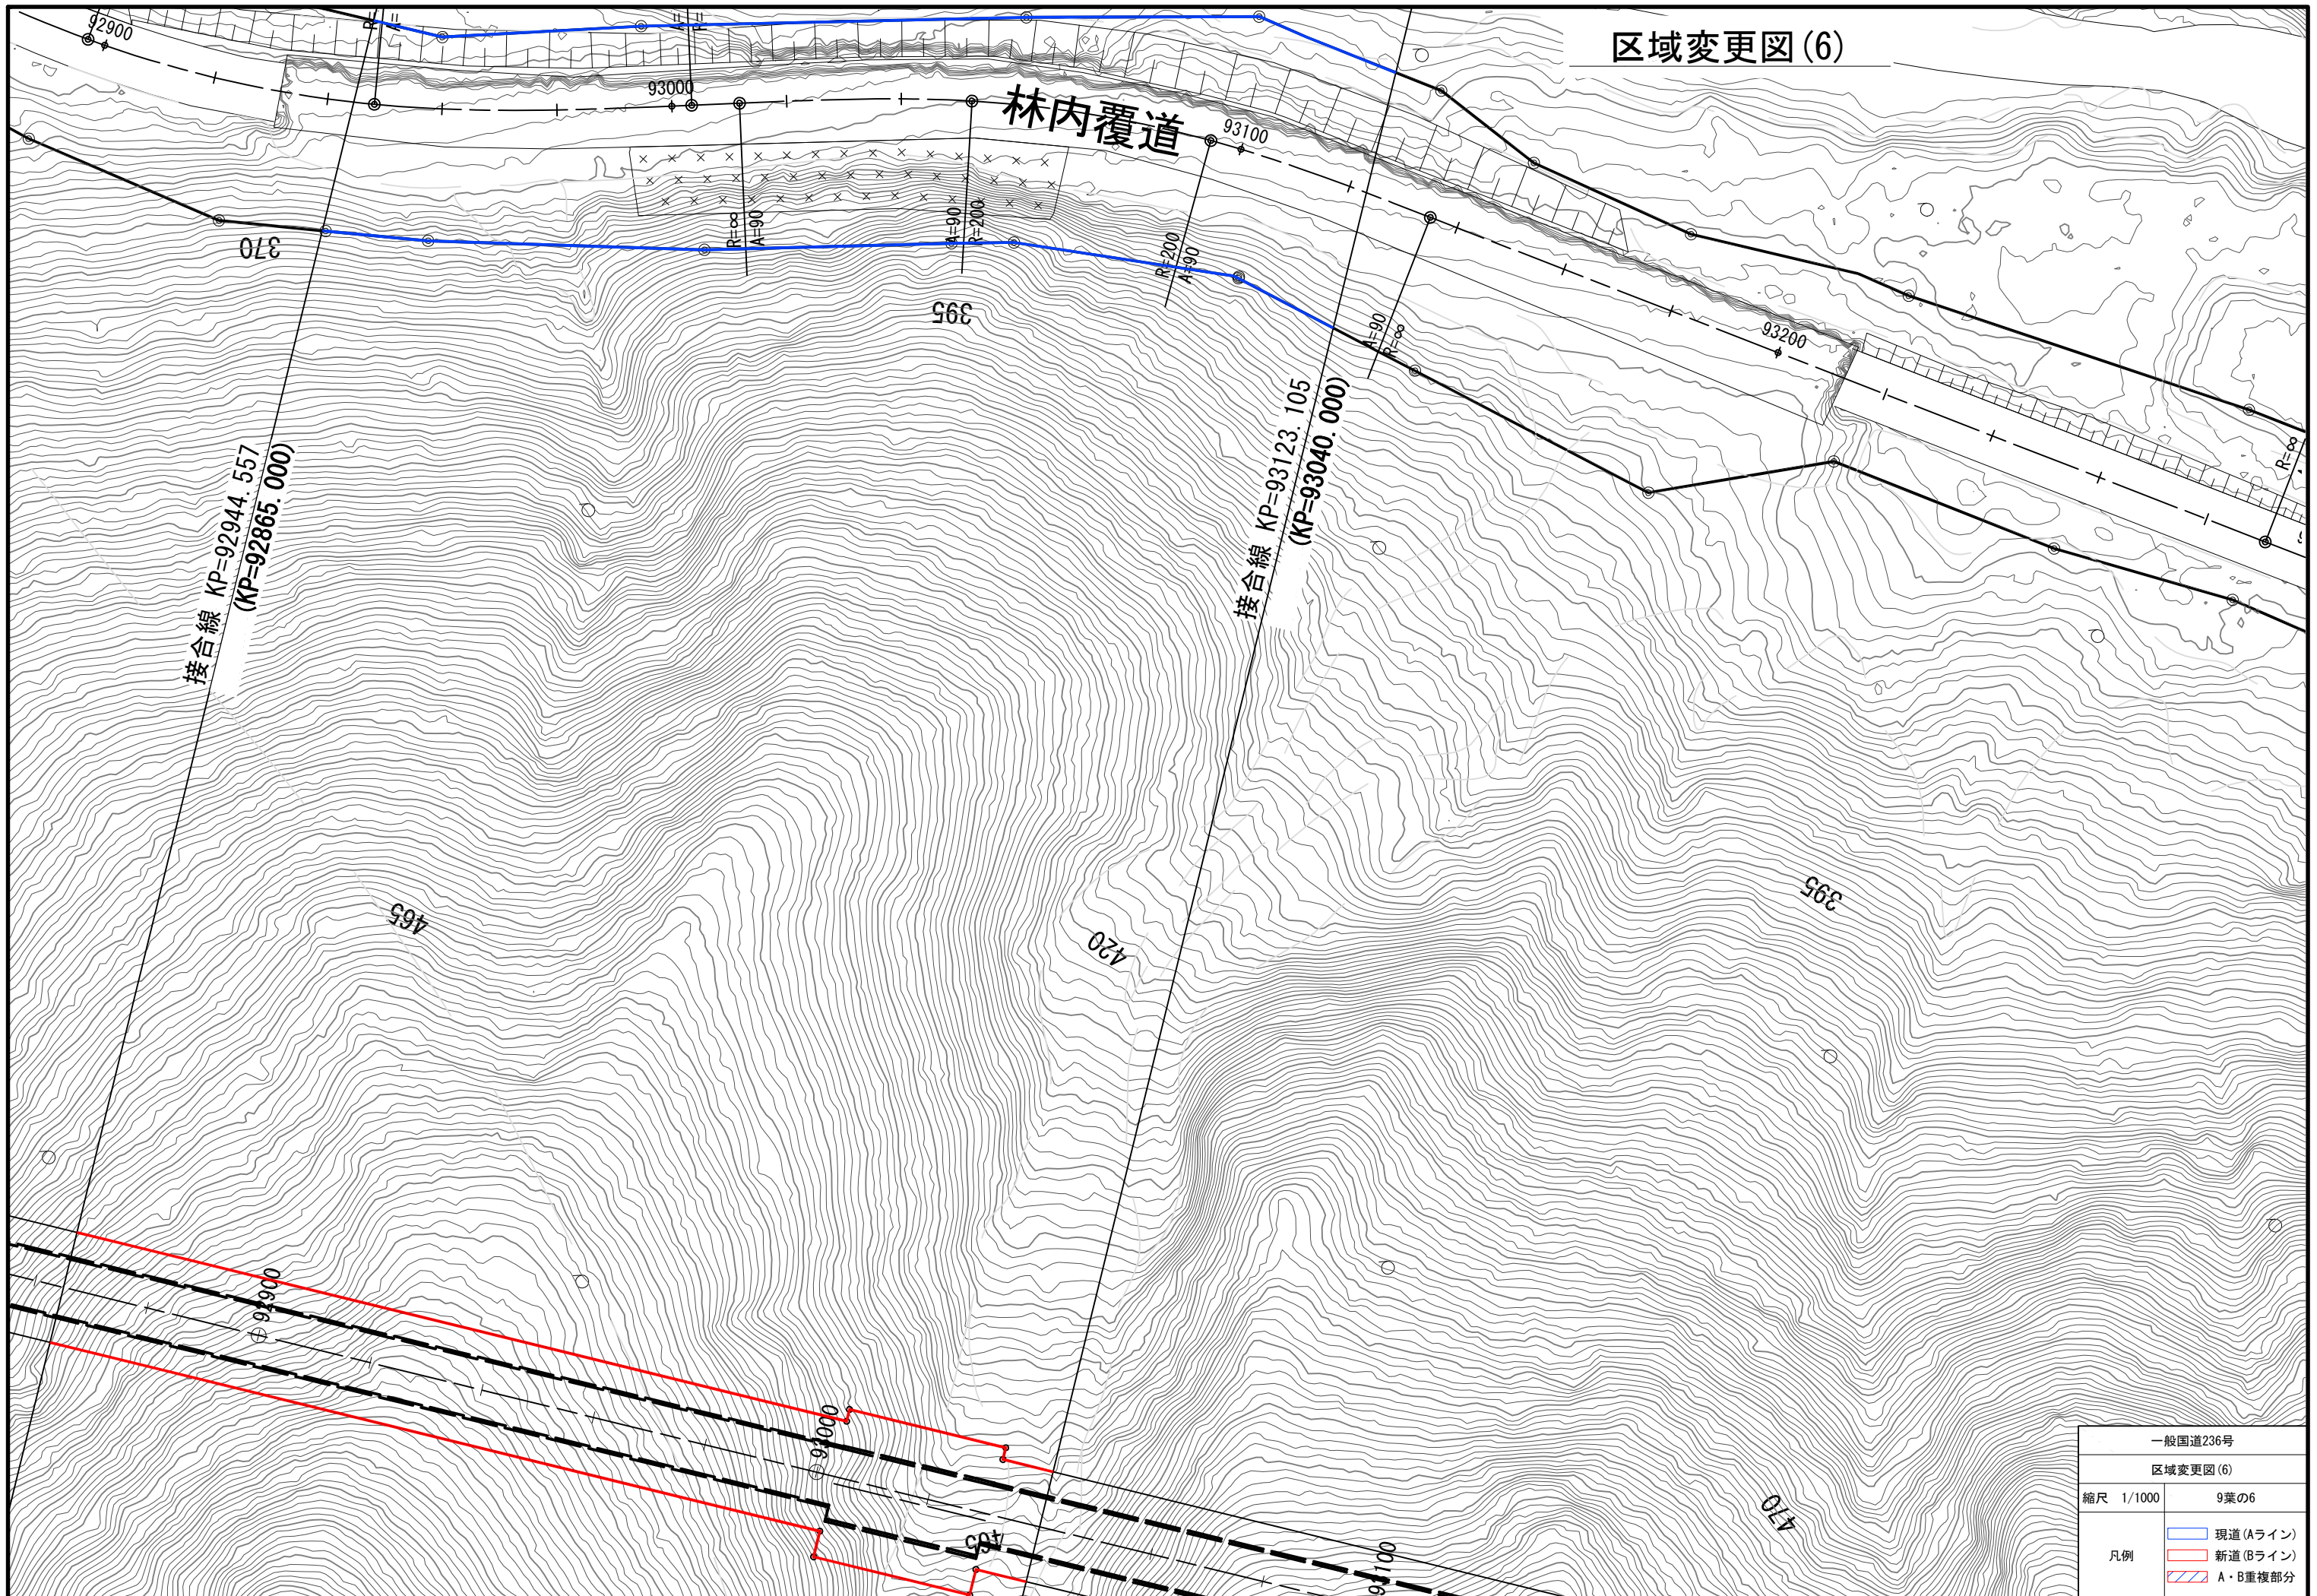 区域変更図(6)
92900
93000
林内覆道
93100
93200
R=∞
A=90
A=90
R=200
R=200
A=90
A=90
R=∞
R=∞
370
395
接合線 KP=92944.557
(KP=92865.000)
接合線 KP=93123.105
(KP=93040.000)
465
420
395
92900
93000
93100
405
470
一般国道236号
区域変更図(6)
縮尺 1/1000
9葉の6
凡例
現道(Aライン)
新道(Bライン)
A・B重複部分